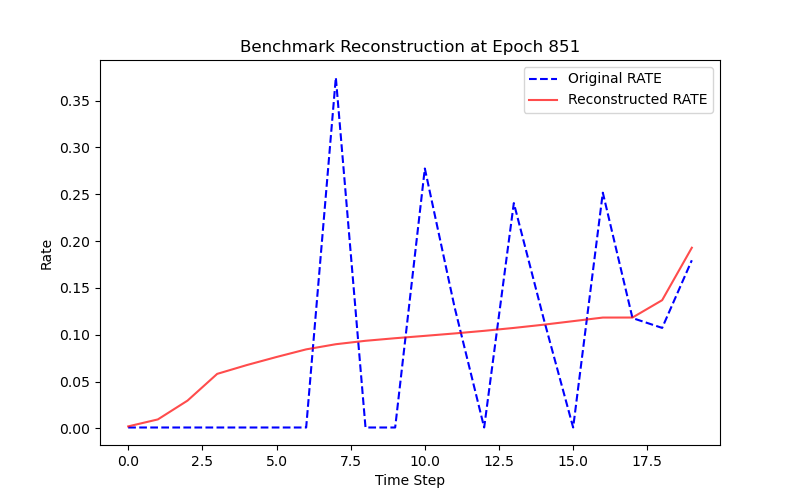 Benchmark Reconstruction at Epoch 851
Original RATE
Reconstructed RATE
Rate
0.35
0.30
0.25
0.20
0.15
0.10
0.05
0.00
0.0 2.5 5.0 7.5 10.0 12.5 15.0 17.5
Time Step